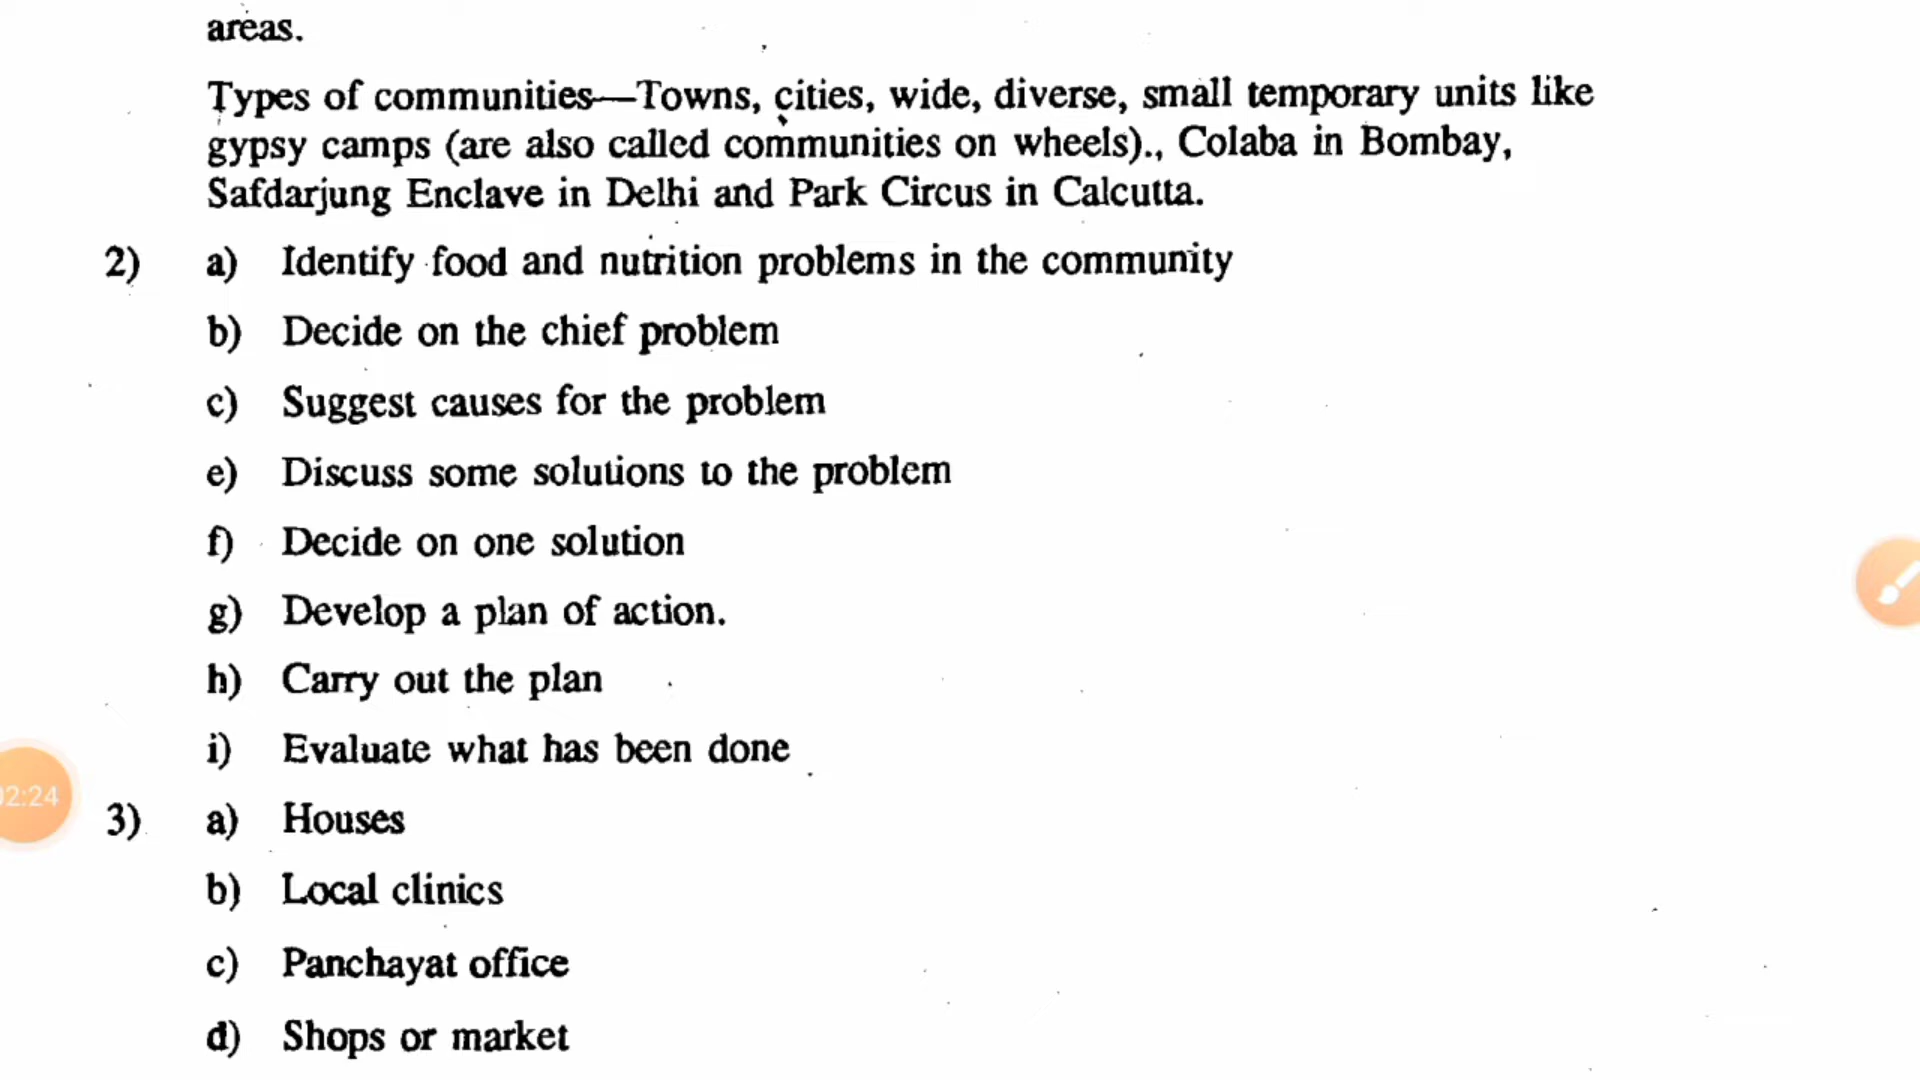 areas.
Types of communities—Towns, cities, wide, diverse, small temporary units like
gypsy camps (are also called communities on wheels)., Colaba in Bombay,
Safdarjung Enclave in Delhi and Park Circus in Calcutta.
2) a) Identify food and nutrition problems in the community
b) Decide on the chief problem
c) Suggest causes for the problem
e) Discuss some solutions to the problem
f) Decide on one solution
g) Develop a plan of action.
h) Carry out the plan
i) Evaluate what has been done
02:24
3) a) Houses
b) Local clinics
c) Panchayat office
d) Shops or market